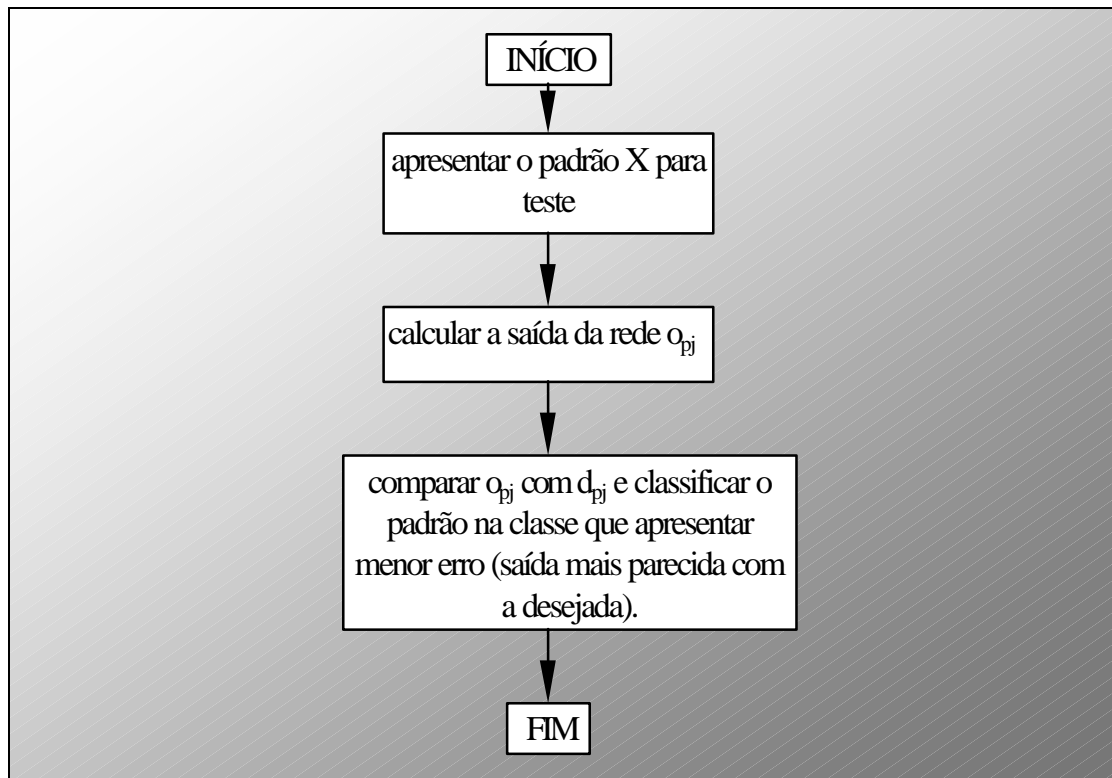 INÍCIO
apresentar o padrão X para
teste
calcular a saída da rede o_pj
comparar o_pj com d_pj e classificar o
padrão na classe que apresentar
menor erro (saída mais parecida com
a desejada).
FIM